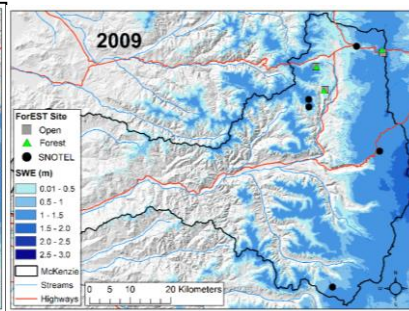 2009
ForEST Site
Open
Forest
SNOTEL
SWE (m)
0.01 - 0.5
0.5 - 1
1 - 1.5
1.5 - 2.0
2.0 - 2.5
2.5 - 3.0
McKenzie
Streams
Highways
0 5 10 20 Kilometers